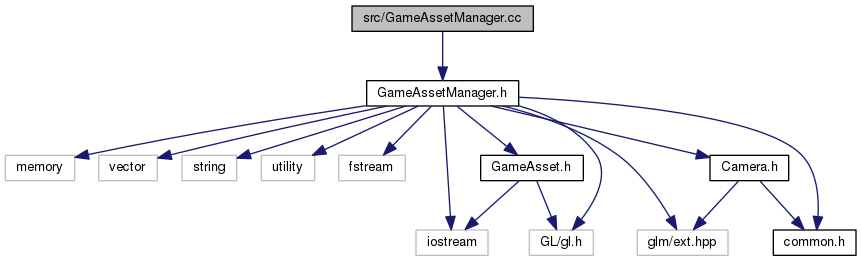 src/GameAssetManager.cc
GameAssetManager.h
memory
vector
string
utility
fstream
GameAsset.h
Camera.h
iostream
GL/gl.h
glm/ext.hpp
common.h